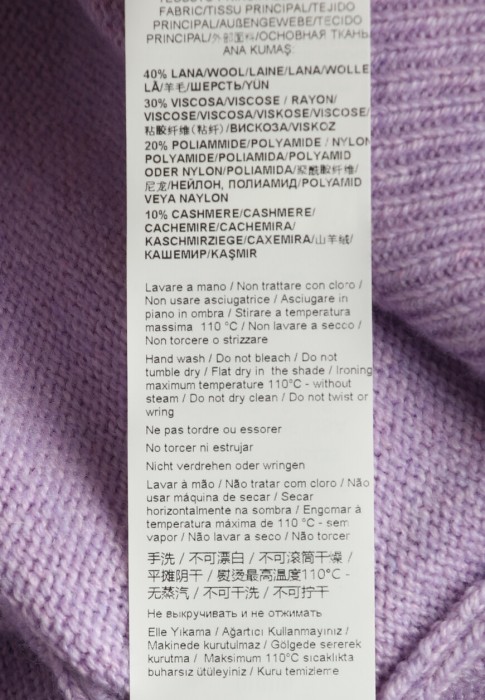 FABRIC/TISSU PRINCIPAL/TEJIDO
PRINCIPAL/AUßENGEWEBE/TECIDO
PRINCIPAL/外部面料/ОСНОВНАЯ ТКАНЬ
ANA KUMAŞ:
40% LANA/WOOL/LAINE/LANA/WOLLE
LÃ/羊毛/ШЕРСТЬ/YÜN
30% VISCOSA/VISCOSE / RAYON/
VISCOSE/VISCOSA/VISKOSE/VISCOSE/
粘胶纤维(粘纤)/ВИСКОЗА/VISKOZ
20% POLIAMMIDE/POLYAMIDE / NYLON
POLYAMIDE/POLIAMIDA/POLYAMID
ODER NYLON/POLIAMIDA/聚酰胺纤维/
尼龙/НЕЙЛОН, ПОЛИАМИД/POLYAMID
VEYA NAYLON
10% CASHMERE/CASHMERE/
CACHEMIRE/CACHEMIRA/
KASCHMIRZIEGE/CAXEMIRA/山羊绒/
КАШЕМИР/KAŞMIR
Lavare a mano / Non trattare con cloro /
Non usare asciugatrice / Asciugare in
piano in ombra / Stirare a temperatura
massima 110 °C / Non lavare a secco /
Non torcere o strizzare
Hand wash / Do not bleach / Do not
tumble dry / Flat dry in the shade / Ironing
maximum temperature 110°C - without
steam / Do not dry clean / Do not twist or
wring
Ne pas tordre ou essorer
No torcer ni estrujar
Nicht verdrehen oder wringen
Lavar à mão / Não tratar com cloro / Não
usar máquina de secar / Secar
horizontalmente na sombra / Engomar à
temperatura máxima de 110 °C - sem
vapor / Não lavar a seco / Não torcer
手洗 / 不可漂白 / 不可滚筒干燥 /
平摊阴干 / 熨烫最高温度110°C -
无蒸汽 / 不可干洗 / 不可拧干
Не выкручивать и не отжимать
Elle Yıkama / Ağartıcı Kullanmayınız /
Makinede kurutulmaz / Gölgede sererek
kurutma / Maksimum 110°C sıcaklıkta
buharsız ütüleyiniz / Kuru temizleme